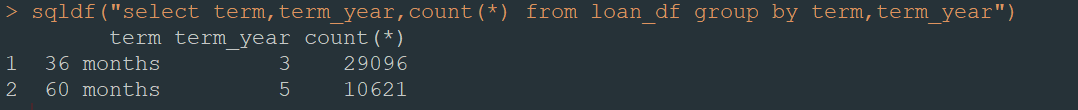 > sqldf("select term,term_year,count(*) from loan_df group by term,term_year")
term term_year count(*)
1 36 months 3 29096
2 60 months 5 10621